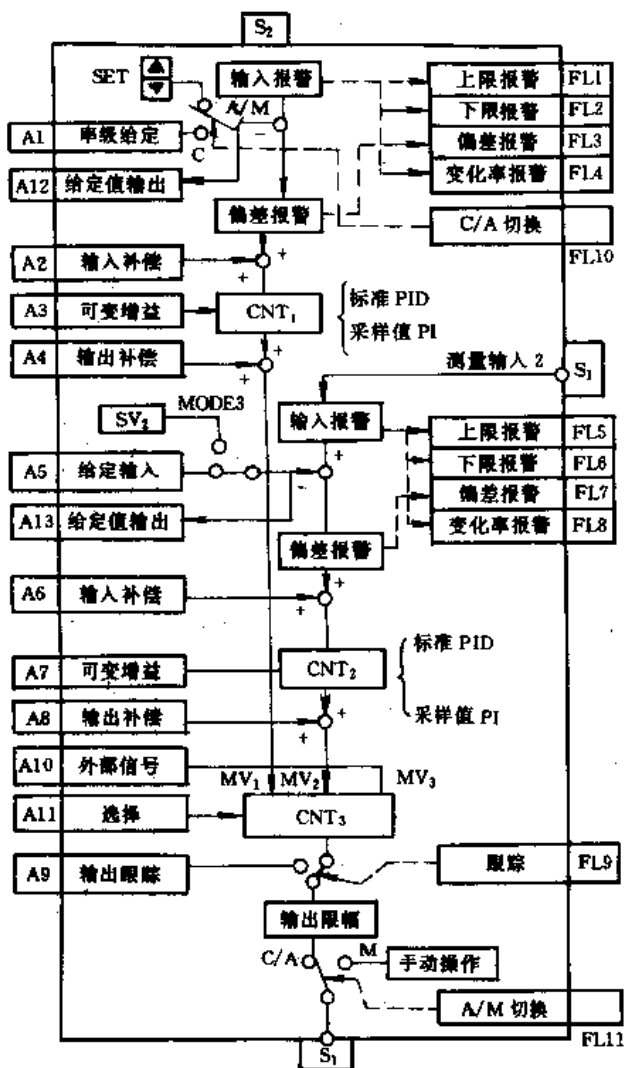 S₂
SET
输入报警
上限报警 FL1
A/M
下限报警 FL2
A1 串级给定
C
-
偏差报警 FL3
A12 给定值输出
变化率报警 FL4
偏差报警
C/A 切换
FL10
A2 输入补偿
+ +
A3 可变增益
CNT₁
标准 PID
采样值 PI
A4 输出补偿
+ +
测量输入 2
S₁
MODE3
SV₂
输入报警
上限报警 FL5
A5 给定输入
+
-
下限报警 FL6
偏差报警 FL7
A13 给定值输出
变化率报警 FL8
偏差报警
A6 输入补偿
+ +
标准 PID
A7 可变增益
CNT₂
采样值 PI
A8 输出补偿
+ +
A10 外部信号
MV₁ MV₂ MV₃
A11 选择
CNT₃
A9 输出跟踪
跟踪 FL9
输出限幅
C/A
M
手动操作
A/M 切换
FL11
S₁